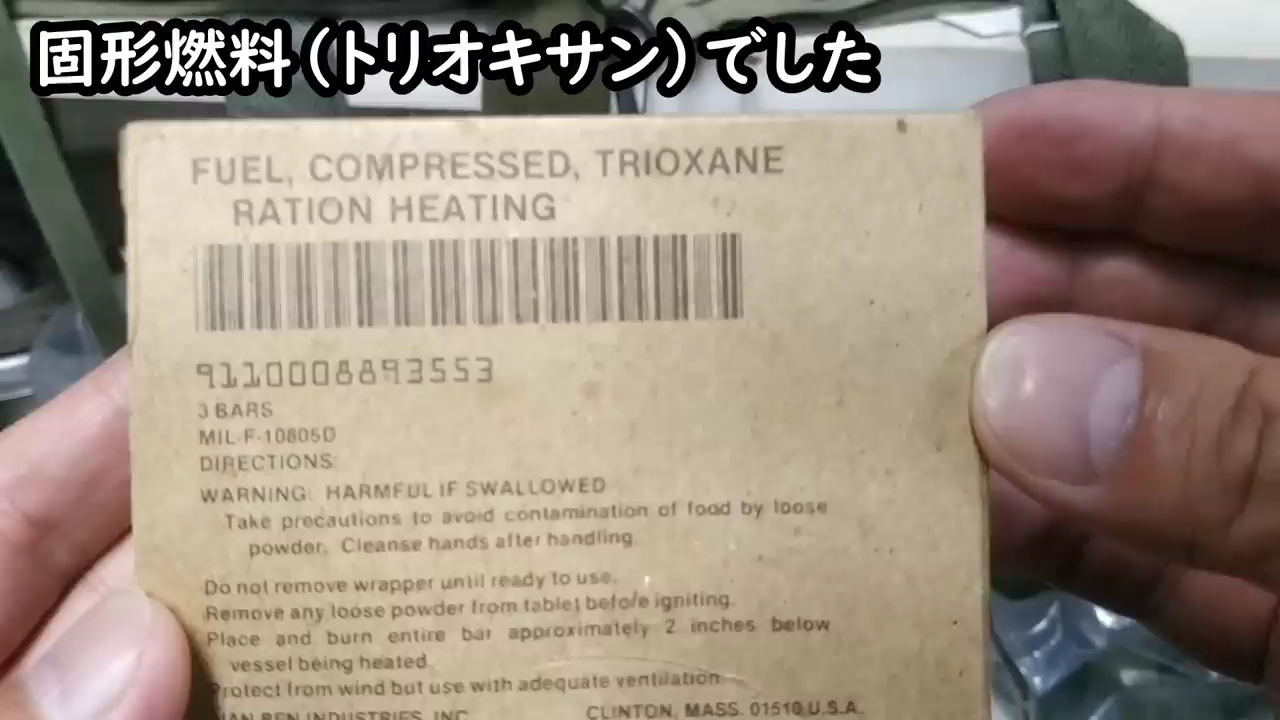 固形燃料（トリオキサン）でした
FUEL, COMPRESSED, TRIOXANE
RATION HEATING
9110008893553
3 BARS
MIL-F-10805D
DIRECTIONS:
WARNING: HARMFUL IF SWALLOWED
Take precautions to avoid contamination of food by loose
powder. Cleanse hands after handling.
Do not remove wrapper until ready to use.
Remove any loose powder from tablet before igniting.
Place and burn entire bar approximately 2 inches below
vessel being heated.
Protect from wind but use with adequate ventilation
BEN INDUSTRIES, INC. CLINTON, MASS. 01510 U.S.A.